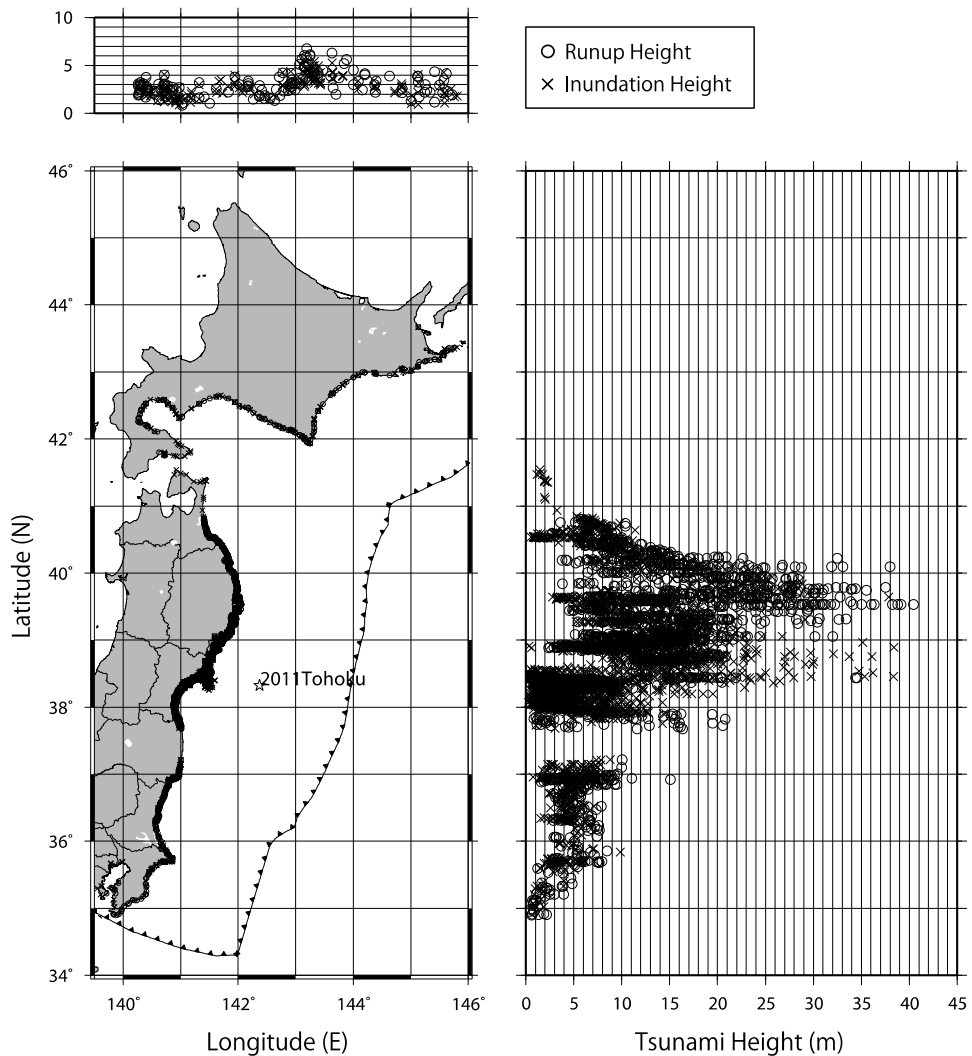 10
5
0
○ Runup Height
× Inundation Height
46°
44°
42°
40°
38°
36°
34°
Latitude (N)
2011Tohoku
140° 142° 144° 146°
Longitude (E)
0 5 10 15 20 25 30 35 40 45
Tsunami Height (m)